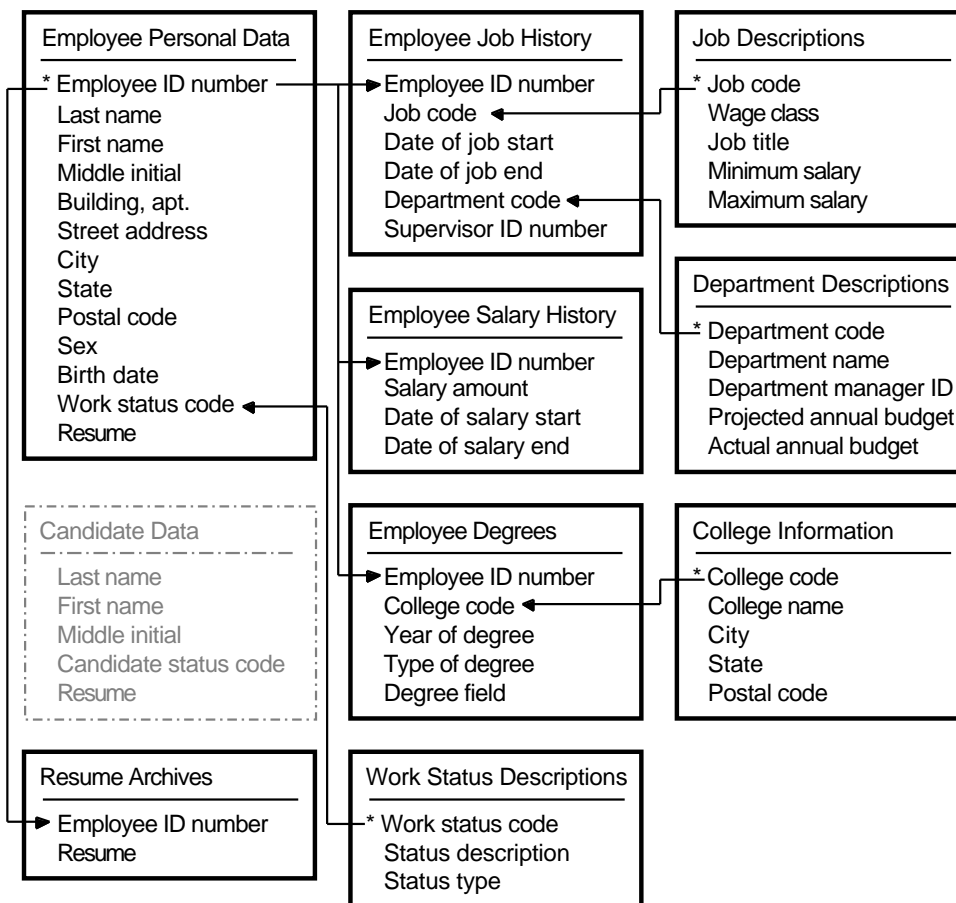 Employee Personal Data
* Employee ID number
Last name
First name
Middle initial
Building, apt.
Street address
City
State
Postal code
Sex
Birth date
Work status code
Resume
Employee Job History
Employee ID number
Job code
Date of job start
Date of job end
Department code
Supervisor ID number
Job Descriptions
* Job code
Wage class
Job title
Minimum salary
Maximum salary
Employee Salary History
Employee ID number
Salary amount
Date of salary start
Date of salary end
Department Descriptions
* Department code
Department name
Department manager ID
Projected annual budget
Actual annual budget
Candidate Data
Last name
First name
Middle initial
Candidate status code
Resume
Employee Degrees
Employee ID number
College code
Year of degree
Type of degree
Degree field
College Information
* College code
College name
City
State
Postal code
Resume Archives
Employee ID number
Resume
Work Status Descriptions
* Work status code
Status description
Status type